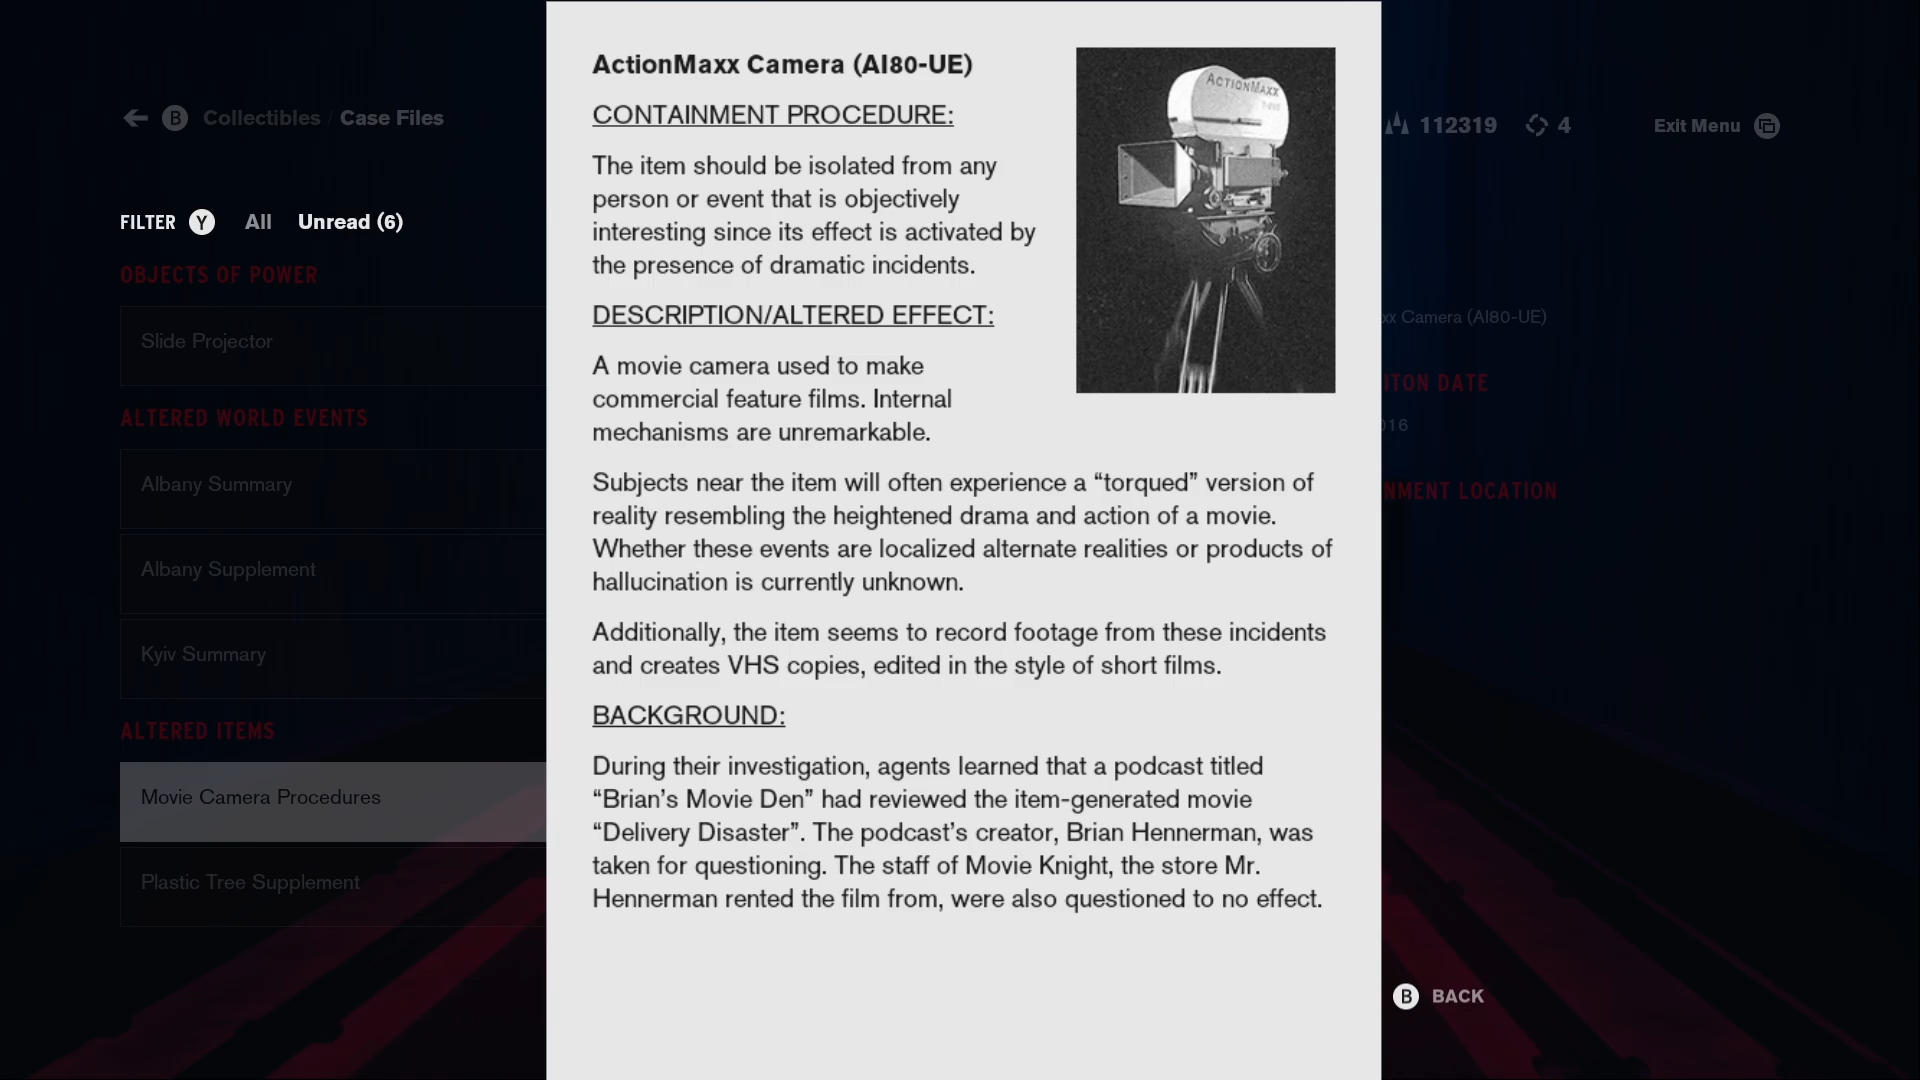 ActionMaxx Camera (AI80-UE)
CONTAINMENT PROCEDURE:
The item should be isolated from any
person or event that is objectively
interesting since its effect is activated by
the presence of dramatic incidents.
DESCRIPTION/ALTERED EFFECT:
A movie camera used to make
commercial feature films. Internal
mechanisms are unremarkable.
Subjects near the item will often experience a “torqued” version of
reality resembling the heightened drama and action of a movie.
Whether these events are localized alternate realities or products of
hallucination is currently unknown.
Additionally, the item seems to record footage from these incidents
and creates VHS copies, edited in the style of short films.
BACKGROUND:
During their investigation, agents learned that a podcast titled
“Brian’s Movie Den” had reviewed the item-generated movie
“Delivery Disaster”. The podcast’s creator, Brian Hennerman, was
taken for questioning. The staff of Movie Knight, the store Mr.
Hennerman rented the film from, were also questioned to no effect.
ACTIONMAXX
B Collectibles / Case Files
FILTER Y All Unread (6)
OBJECTS OF POWER
Slide Projector
ALTERED WORLD EVENTS
Albany Summary
Albany Supplement
Kyiv Summary
ALTERED ITEMS
Movie Camera Procedures
Plastic Tree Supplement
112319 4 Exit Menu
xx Camera (AI80-UE)
ITON DATE
016
NMENT LOCATION
B BACK